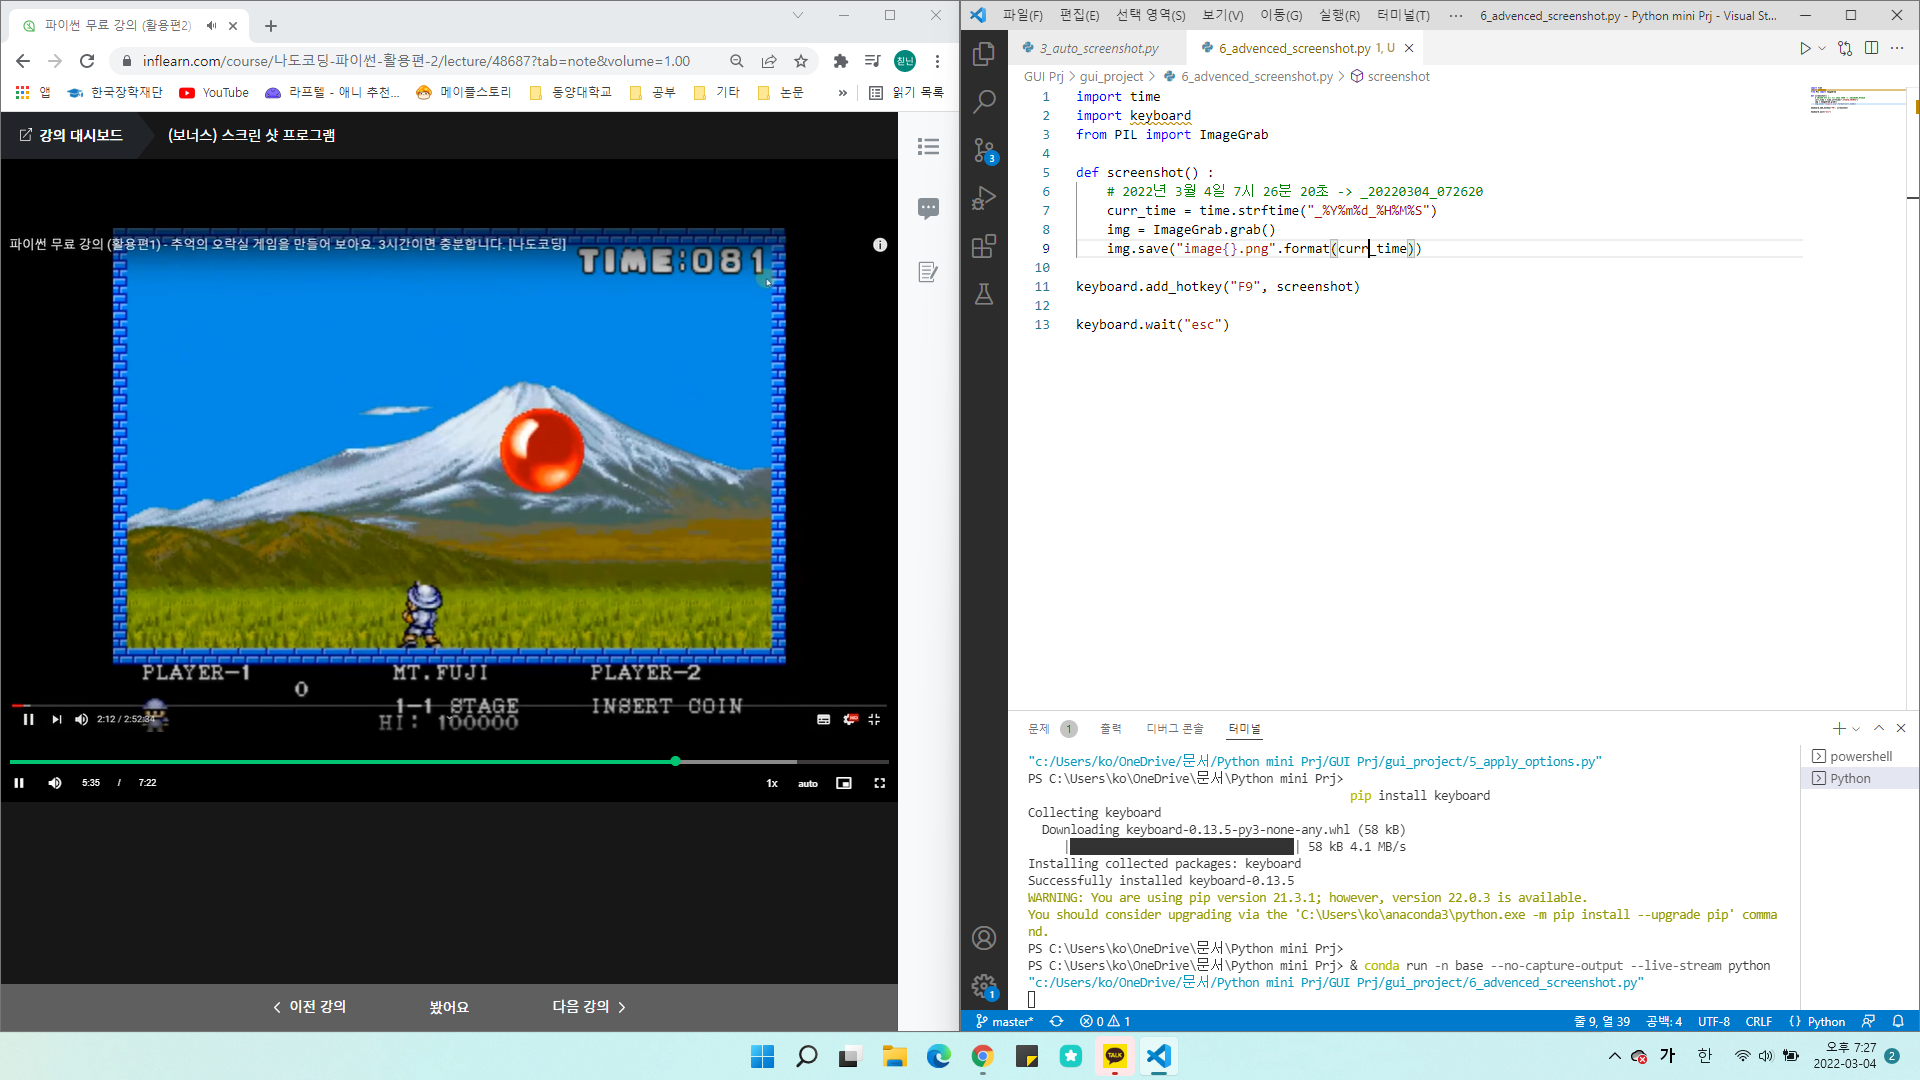 파이썬 무료 강의 (활용편2)
inflearn.com/course/나도코딩-파이썬-활용편-2/lecture/48687?tab=note&volume=1.00
칠닌
앱
한국장학재단
YouTube
라프텔 - 애니 추천...
메이플스토리
동양대학교
공부
기타
논문
»
읽기 목록
강의 대시보드
(보너스) 스크린 샷 프로그램
파이썬 무료 강의 (활용편1) - 추억의 오락실 게임을 만들어 보아요. 3시간이면 충분합니다. [나도코딩]
TIME:081
PLAYER-1
MT.FUJI
PLAYER-2
0
1-1 STAGE
INSERT COIN
HI: 100000
2:12 / 2:52:34
5:35 / 7:22
1x
auto
이전 강의
봤어요
다음 강의
파일(F) 편집(E) 선택 영역(S) 보기(V) 이동(G) 실행(R) 터미널(T) ···
6_advenced_screenshot.py - Python mini Prj - Visual St...
3_auto_screenshot.py
6_advenced_screenshot.py 1, U
GUI Prj > gui_project > 6_advenced_screenshot.py > screenshot
1 import time
2 import keyboard
3 from PIL import ImageGrab
4
5 def screenshot() :
6 # 2022년 3월 4일 7시 26분 20초 -> _20220304_072620
7 curr_time = time.strftime("_%Y%m%d_%H%M%S")
8 img = ImageGrab.grab()
9 img.save("image{}.png".format(curr_time))
10
11 keyboard.add_hotkey("F9", screenshot)
12
13 keyboard.wait("esc")
3
1
문제 1 출력 디버그 콘솔 터미널
powershell
Python
"c:/Users/ko/OneDrive/문서/Python mini Prj/GUI Prj/gui_project/5_apply_options.py"
PS C:\Users\ko\OneDrive\문서\Python mini Prj>
pip install keyboard
Collecting keyboard
Downloading keyboard-0.13.5-py3-none-any.whl (58 kB)
| | 58 kB 4.1 MB/s
Installing collected packages: keyboard
Successfully installed keyboard-0.13.5
WARNING: You are using pip version 21.3.1; however, version 22.0.3 is available.
You should consider upgrading via the 'C:\Users\ko\anaconda3\python.exe -m pip install --upgrade pip' comma
nd.
PS C:\Users\ko\OneDrive\문서\Python mini Prj>
PS C:\Users\ko\OneDrive\문서\Python mini Prj> & conda run -n base --no-capture-output --live-stream python
"c:/Users/ko/OneDrive/문서/Python mini Prj/GUI Prj/gui_project/6_advenced_screenshot.py"
master* 0 1
줄 9, 열 39 공백: 4 UTF-8 CRLF {} Python
TALK
가 한
오후 7:27
2022-03-04
2